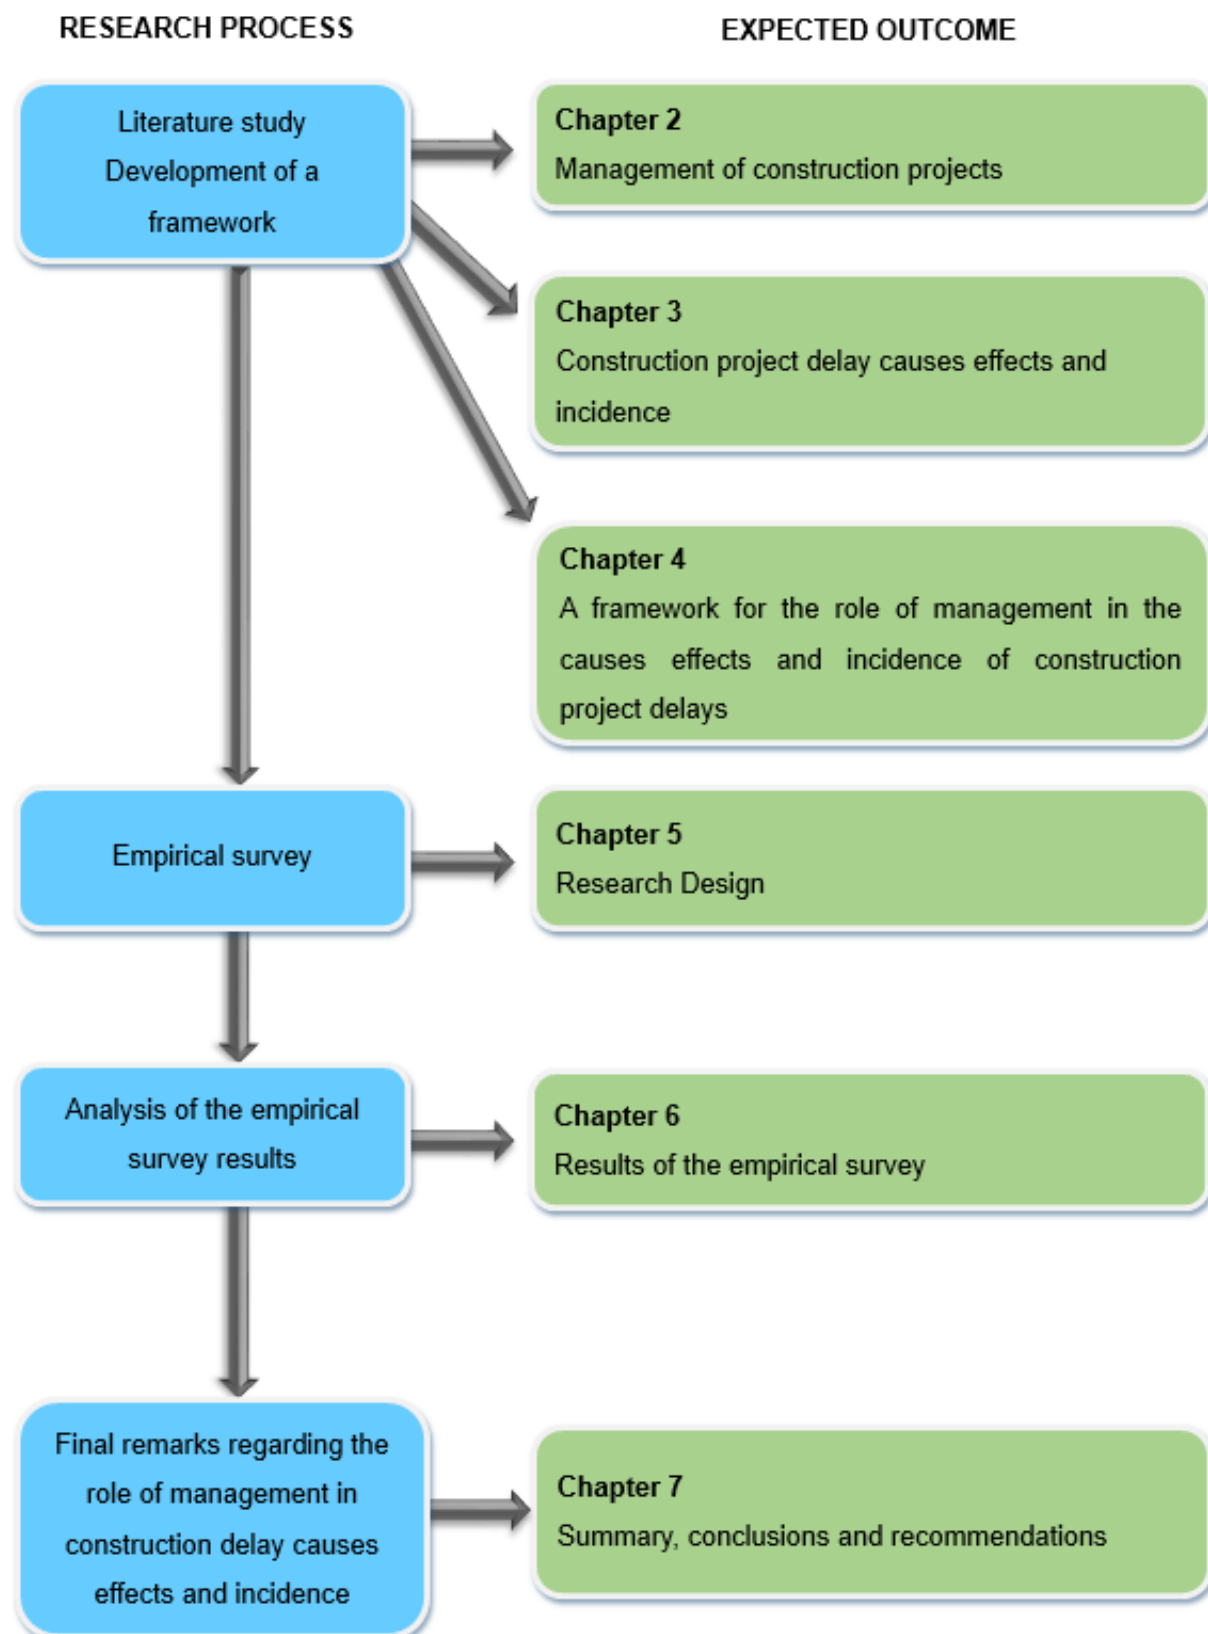 RESEARCH PROCESS
EXPECTED OUTCOME
Literature study
Development of a
framework
Chapter 2
Management of construction projects
Chapter 3
Construction project delay causes effects and
incidence
Chapter 4
A framework for the role of management in the
causes effects and incidence of construction
project delays
Empirical survey
Chapter 5
Research Design
Analysis of the empirical
survey results
Chapter 6
Results of the empirical survey
Final remarks regarding the
role of management in
construction delay causes
effects and incidence
Chapter 7
Summary, conclusions and recommendations